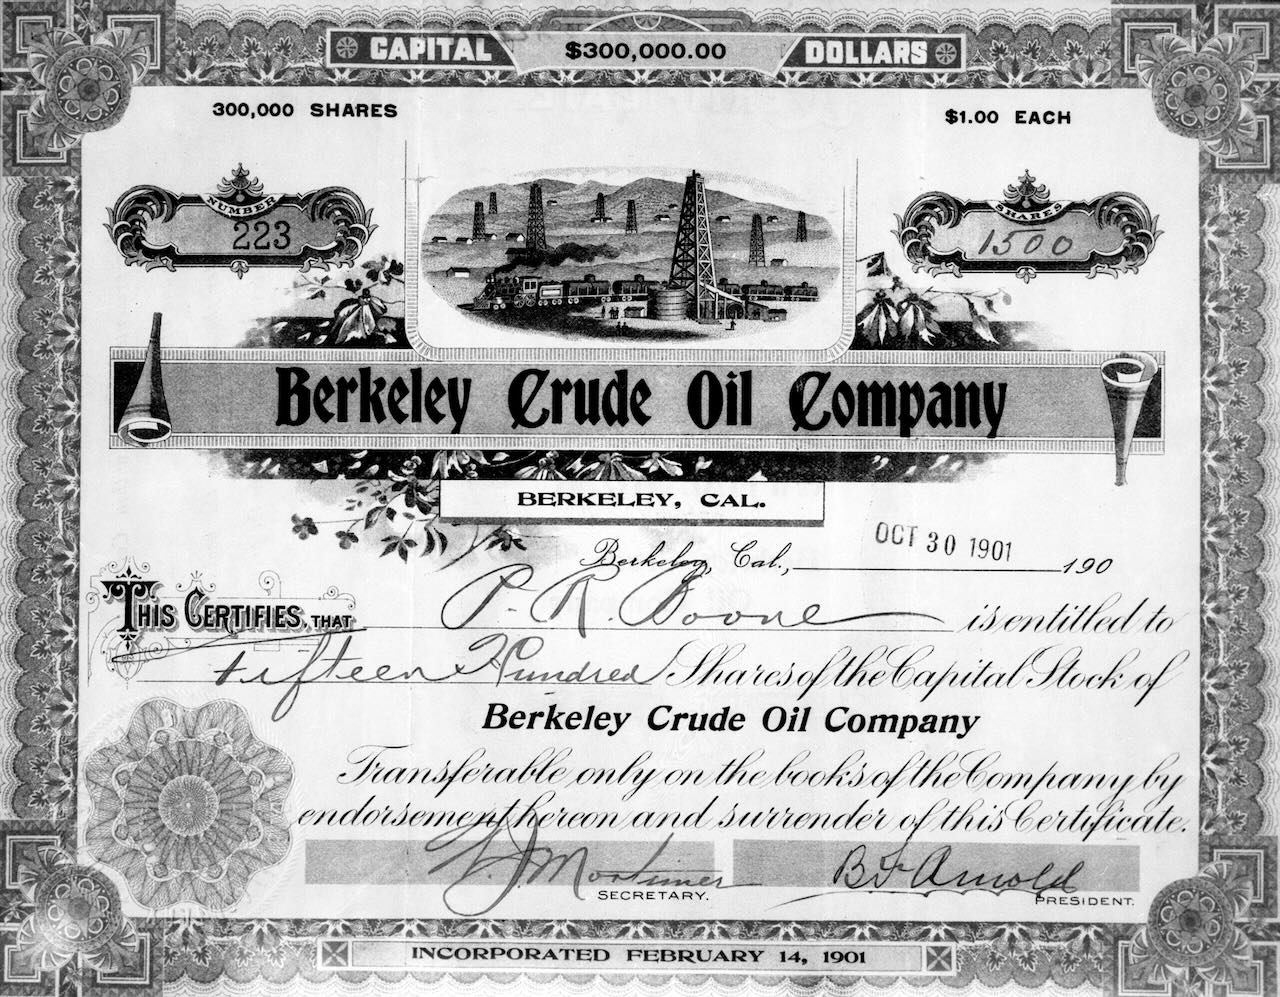 CAPITAL $300,000.00 DOLLARS
300,000 SHARES $1.00 EACH
NUMBER SHARES
223 1500
Berkeley Crude Oil Company
BERKELEY, CAL.
Berkeley, Cal., OCT 30 1901 190
THIS CERTIFIES, THAT P. R. Boone is entitled to
Fifteen Hundred Shares of the Capital Stock of
Berkeley Crude Oil Company
Transferable only on the books of the Company by
endorsement hereon and surrender of this Certificate.
W. J. Mortimer B F Arnold
SECRETARY. PRESIDENT.
INCORPORATED FEBRUARY 14, 1901